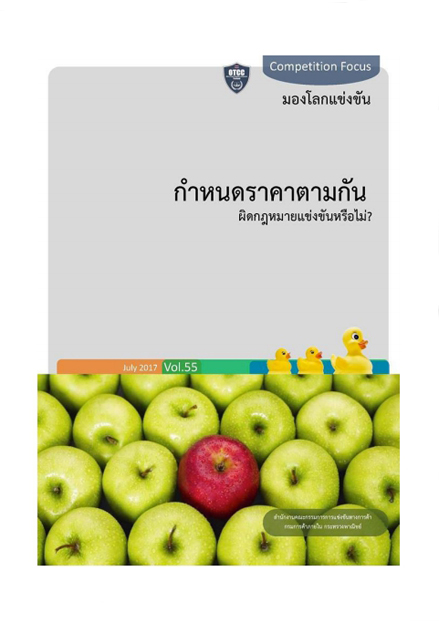 Competition Focus
OTCC
มองโลกแข่งขัน
กำหนดราคาตามกัน
ผิดกฎหมายแข่งขันหรือไม่?
July 2017 Vol.55
สำนักงานคณะกรรมการการแข่งขันทางการค้า
กรมการค้าภายใน กระทรวงพาณิชย์